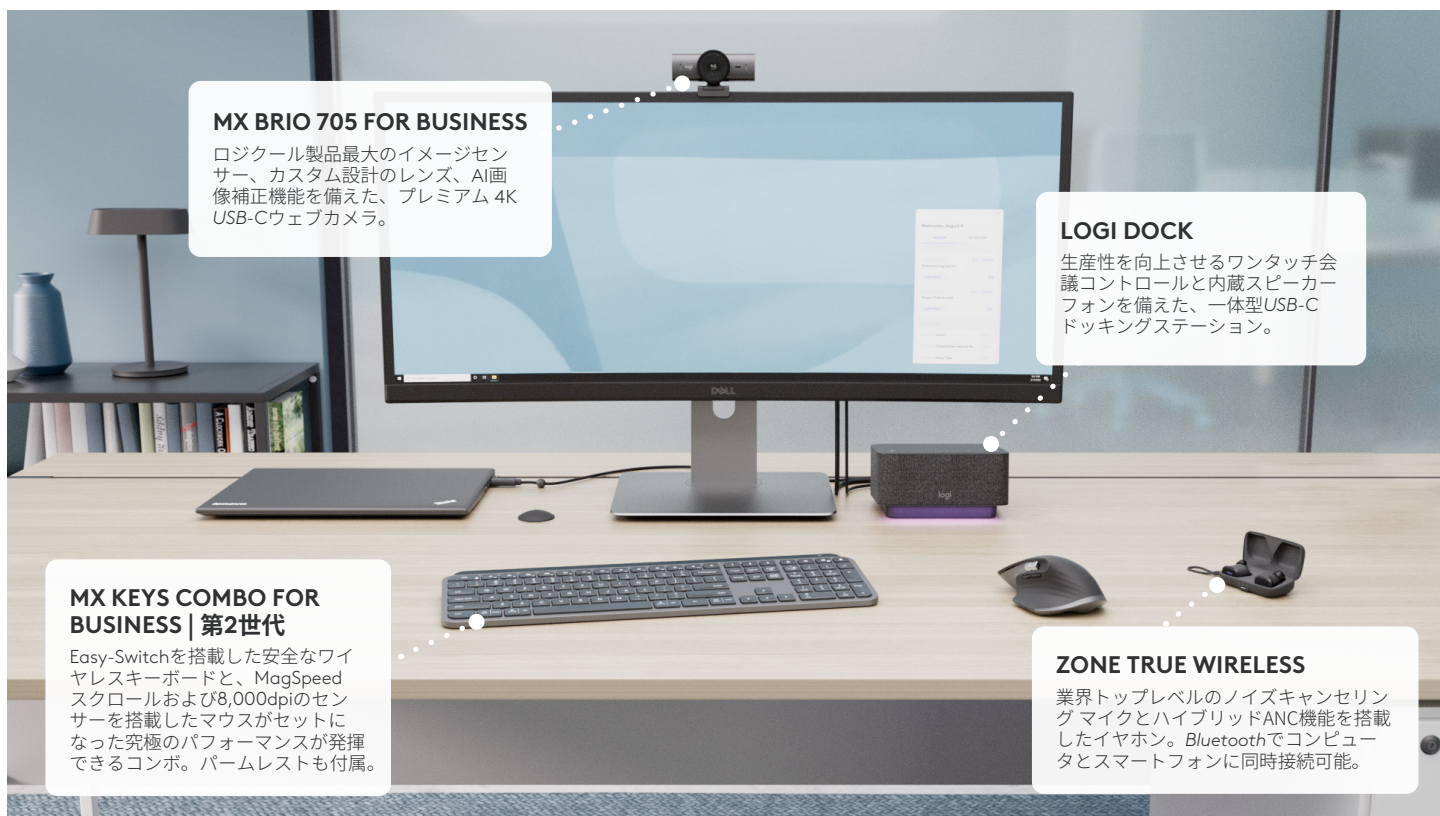 MX BRIO 705 FOR BUSINESS
ロジクール製品最大のイメージセン
サー、カスタム設計のレンズ、AI画
像補正機能を備えた、プレミアム 4K
USB-Cウェブカメラ。
LOGI DOCK
生産性を向上させるワンタッチ会
議コントロールと内蔵スピーカー
フォンを備えた、一体型USB-C
ドッキングステーション。
DELL
logi
MX KEYS COMBO FOR
BUSINESS | 第2世代
Easy-Switchを搭載した安全なワイ
ヤレスキーボードと、MagSpeed
スクロールおよび8,000dpiのセン
サーを搭載したマウスがセットに
なった究極のパフォーマンスが発揮
できるコンボ。パームレストも付属。
ZONE TRUE WIRELESS
業界トップレベルのノイズキャンセリン
グ マイクとハイブリッドANC機能を搭載
したイヤホン。Bluetoothでコンピュー
タとスマートフォンに同時接続可能。